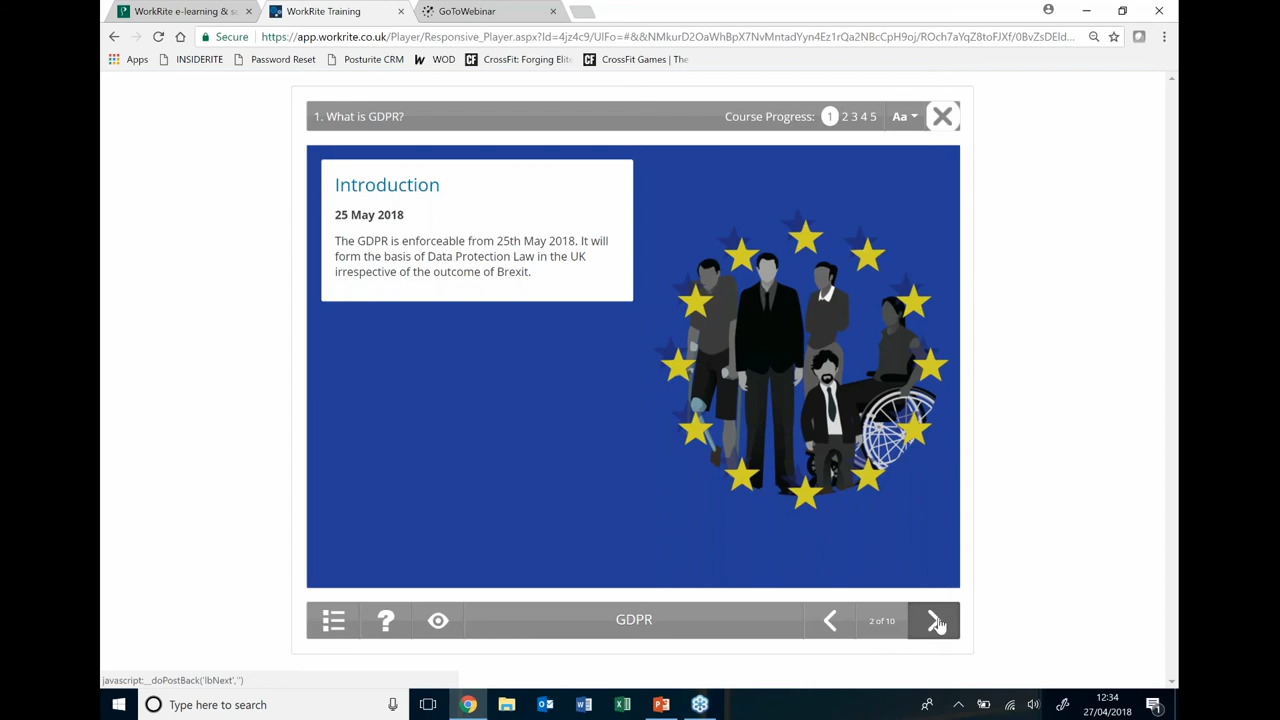 WorkRite e-learning & s
WorkRite Training
GoToWebinar
Secure
https://app.workrite.co.uk/Player/Responsive_Player.aspx?Id=4jz4c9/UIFo=#&&NMkurD2OaWhBpX7NvMntadYyn4Ez1rQa2NBcCpH9oj/ROch7aYqZ8toFJXf/0BvZsDEld...
Apps
INSIDERITE
Password Reset
Posturite CRM
WOD
CrossFit: Forging Elit
CrossFit Games | The
1. What is GDPR?
Course Progress: 1 2 3 4 5
Aa
Introduction
25 May 2018
The GDPR is enforceable from 25th May 2018. It will
form the basis of Data Protection Law in the UK
irrespective of the outcome of Brexit.
GDPR
2 of 10
javascript:__doPostBack('lbNext','')
Type here to search
12:34
27/04/2018